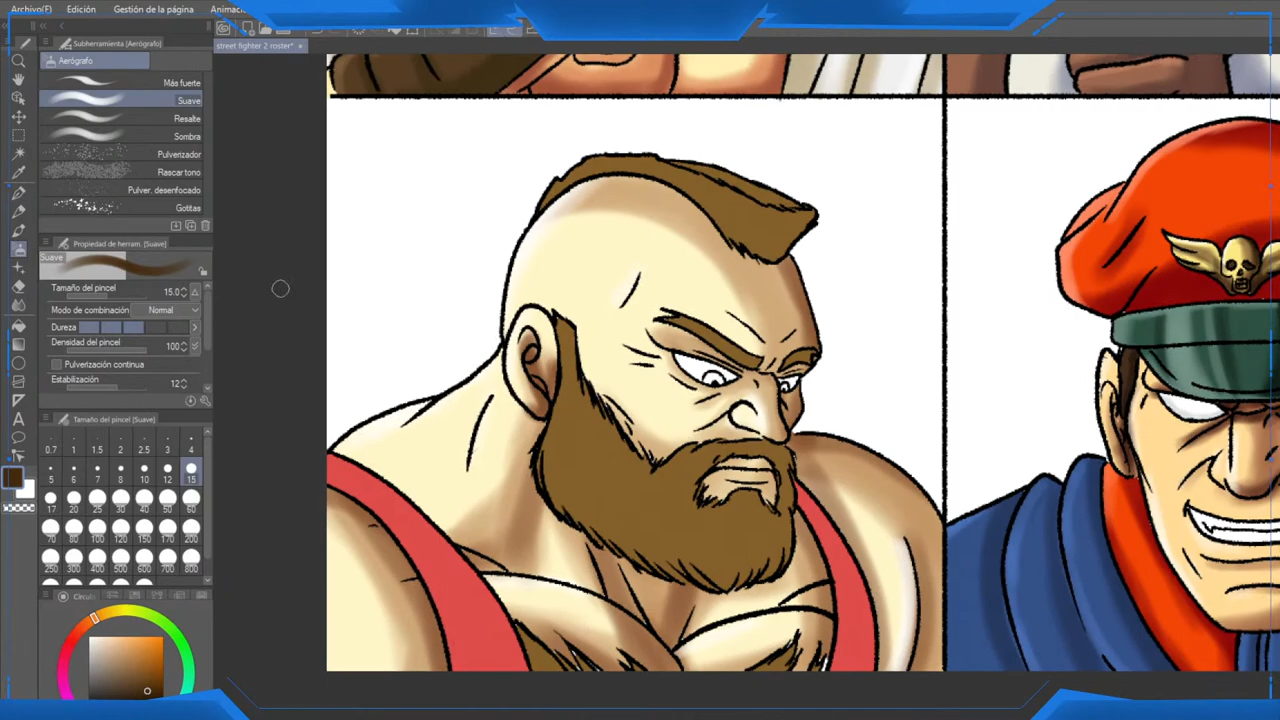 Archivo(F) Edición Gestión de la página Animació
Subherramienta (Aerógrafo)
street fighter 2 roster*
Aerógrafo
Más fuerte
Suave
Resalte
Sombra
Pulverizador
Rascar tono
Pulver. desenfocado
Gotitas
Propiedad de herram. [Suave]
Suave
Tamaño del pincel 15.0
Modo de combinación Normal
Dureza
Densidad del pincel 100
Pulverización continua
Estabilización 12
Tamaño del pincel [Suave]
0.7 1 1.5 2 2.5 3 4
5 6 7 8 10 12 15
17 20 25 30 40 50 60
70 80 100 120 150 170 200
250 300 400 500 600 700 800
Círculo